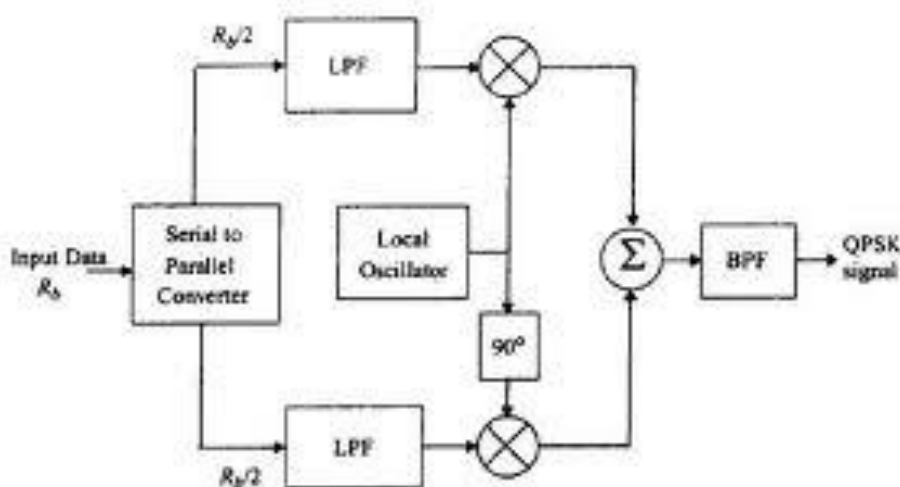 R_b/2
LPF
Serial to
Parallel
Converter
Input Data
R_b
Local
Oscillator
90°
Σ
BPF
QPSK
signal
LPF
R_b/2